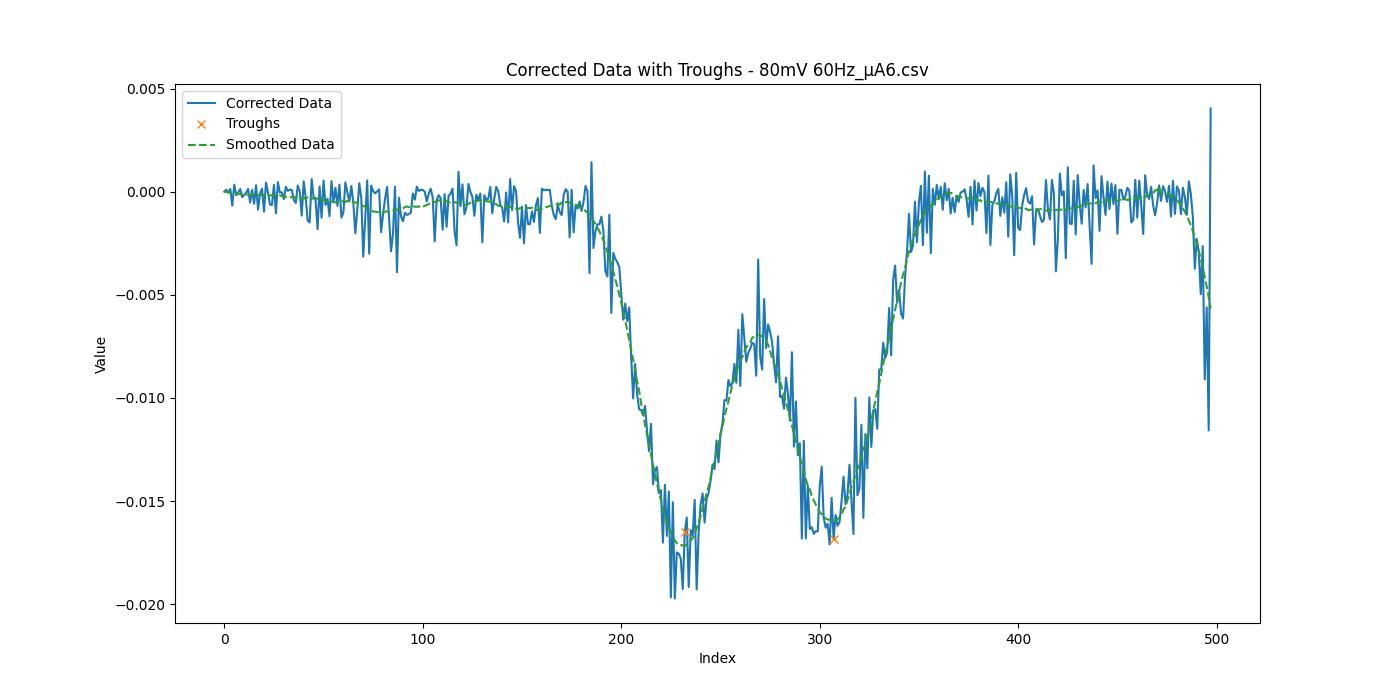 Corrected Data with Troughs - 80mV 60Hz_µA6.csv
Corrected Data
Troughs
Smoothed Data
0.005
0.000
−0.005
−0.010
−0.015
−0.020
Value
0 100 200 300 400 500
Index